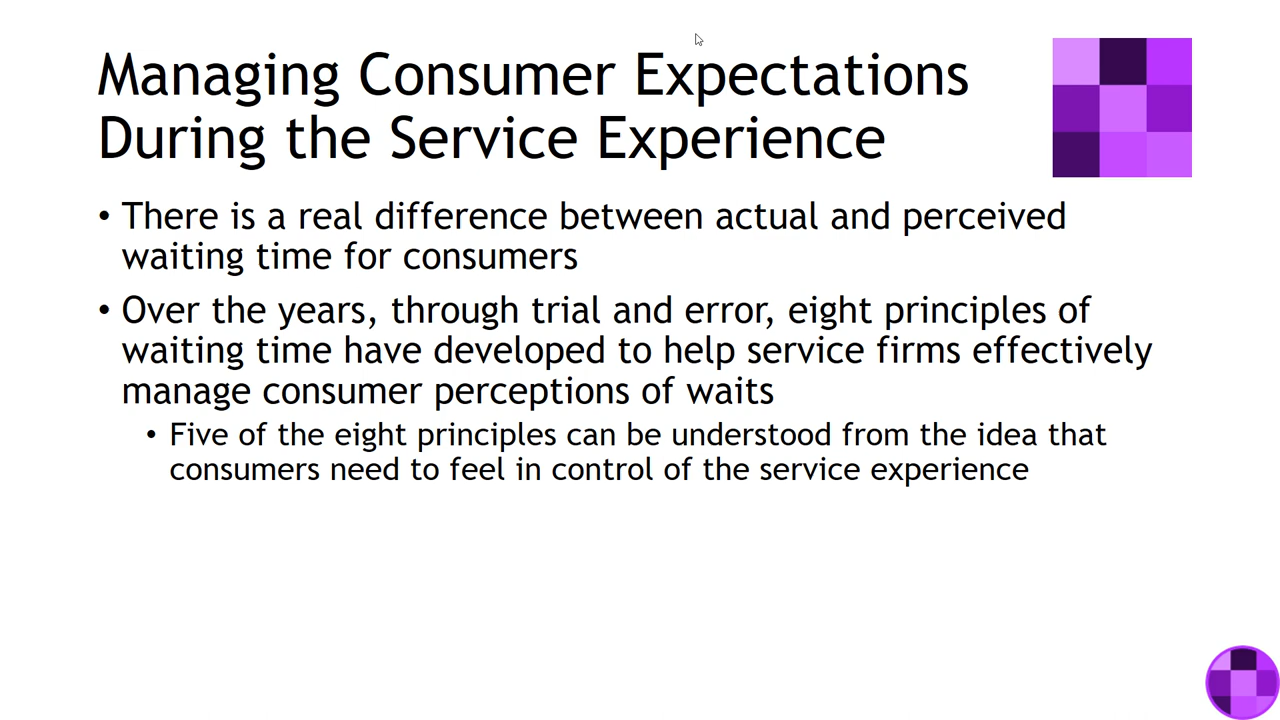 Managing Consumer Expectations
During the Service Experience
• There is a real difference between actual and perceived
waiting time for consumers
• Over the years, through trial and error, eight principles of
waiting time have developed to help service firms effectively
manage consumer perceptions of waits
• Five of the eight principles can be understood from the idea that
consumers need to feel in control of the service experience